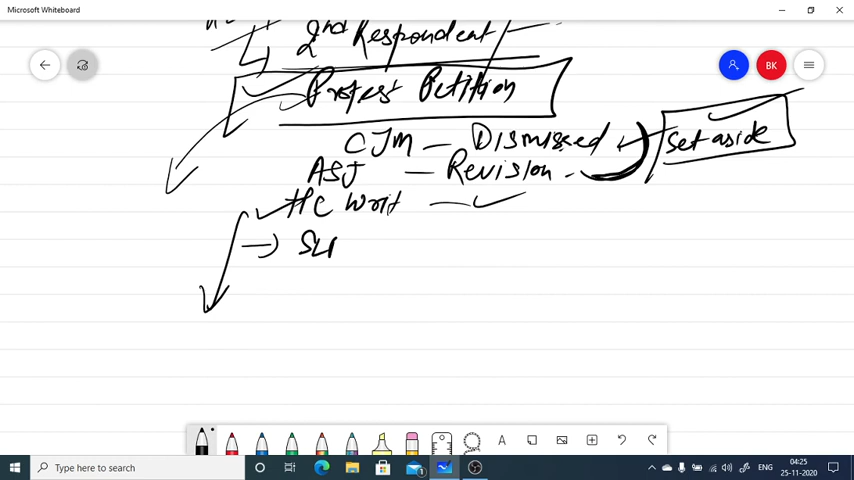 Microsoft Whiteboard
2nd Respondent
BK
Protest Petition
CJM - Dismissed Set aside
ASJ - Revision
HC Writ
Type here to search
ENG
04:25
25-11-2020